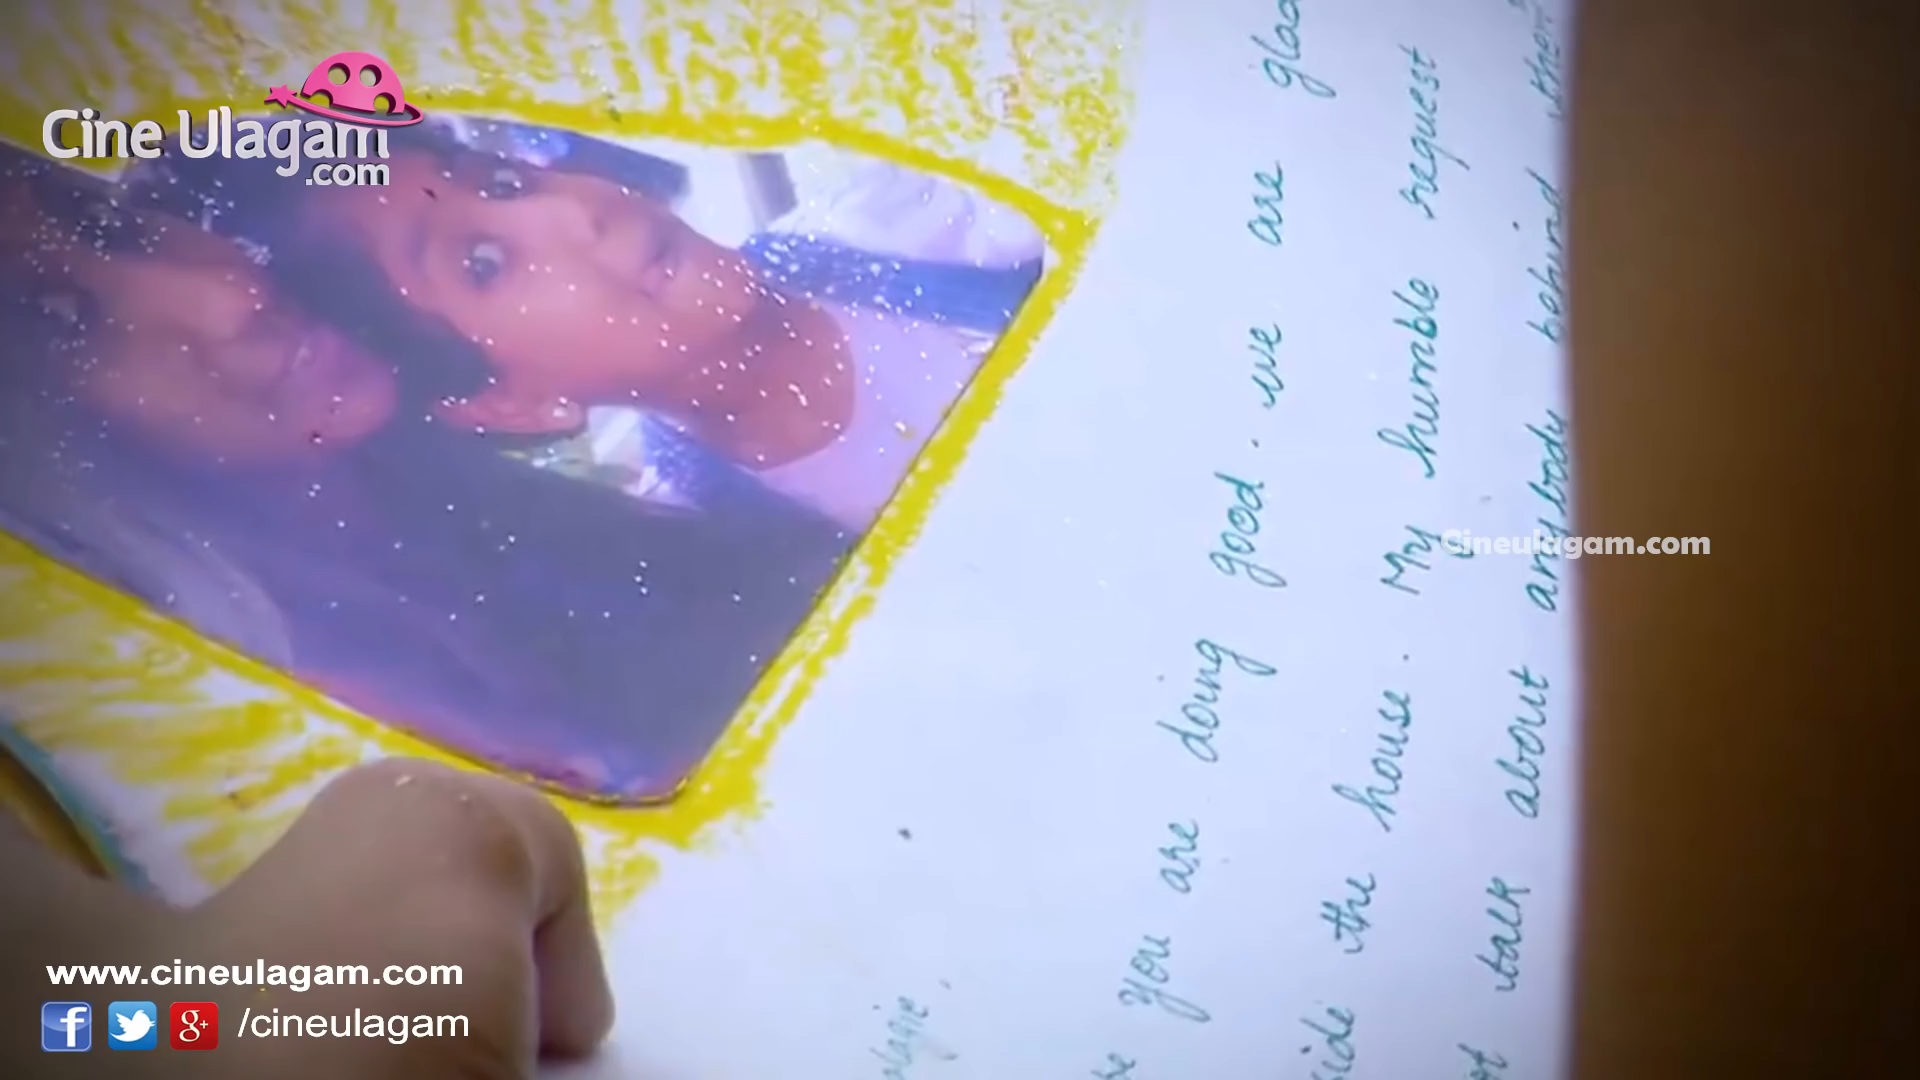 Cine Ulagam
.com
you are doing good. we are
the house. My humble request
talk about anybody behind
Cineulagam.com
www.cineulagam.com
/cineulagam